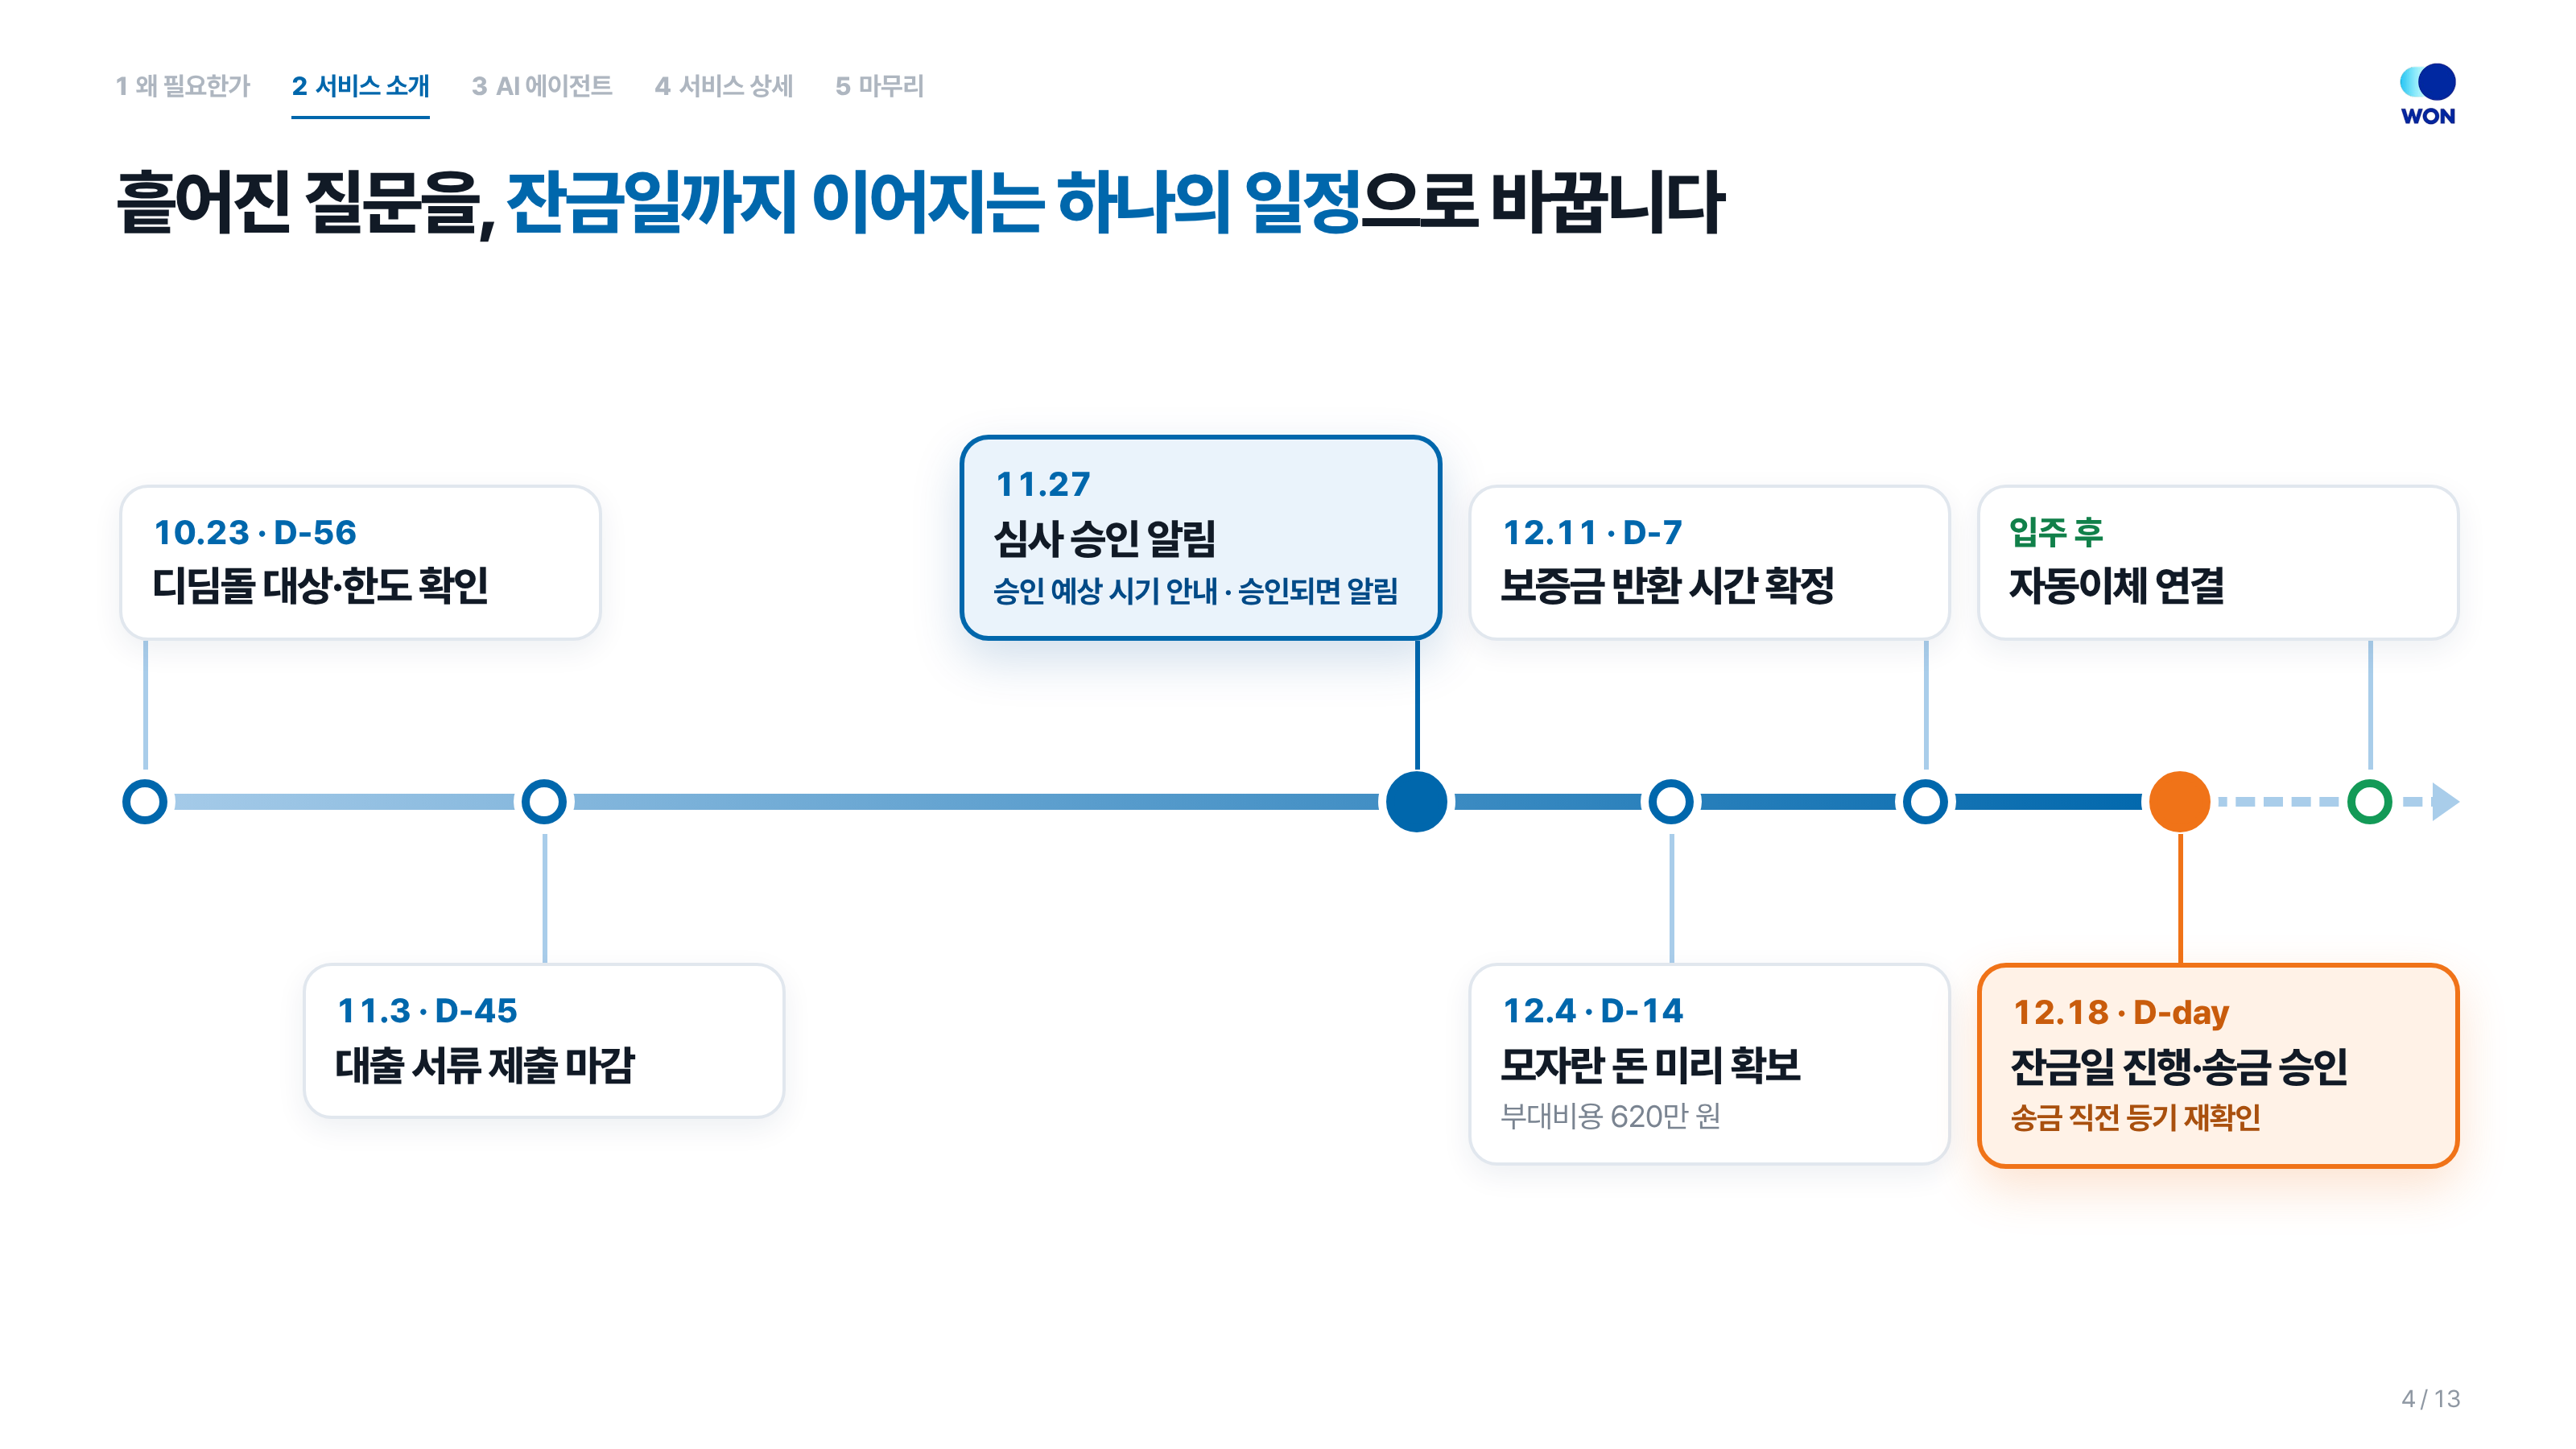 1 왜 필요한가 2 서비스 소개 3 AI 에이전트 4 서비스 상세 5 마무리
WON
흩어진 질문을, 잔금일까지 이어지는 하나의 일정으로 바꿉니다
10.23 · D-56
디딤돌 대상·한도 확인
11.27
심사 승인 알림
승인 예상 시기 안내 · 승인되면 알림
12.11 · D-7
보증금 반환 시간 확정
입주 후
자동이체 연결
11.3 · D-45
대출 서류 제출 마감
12.4 · D-14
모자란 돈 미리 확보
부대비용 620만 원
12.18 · D-day
잔금일 진행·송금 승인
송금 직전 등기 재확인
4 / 13